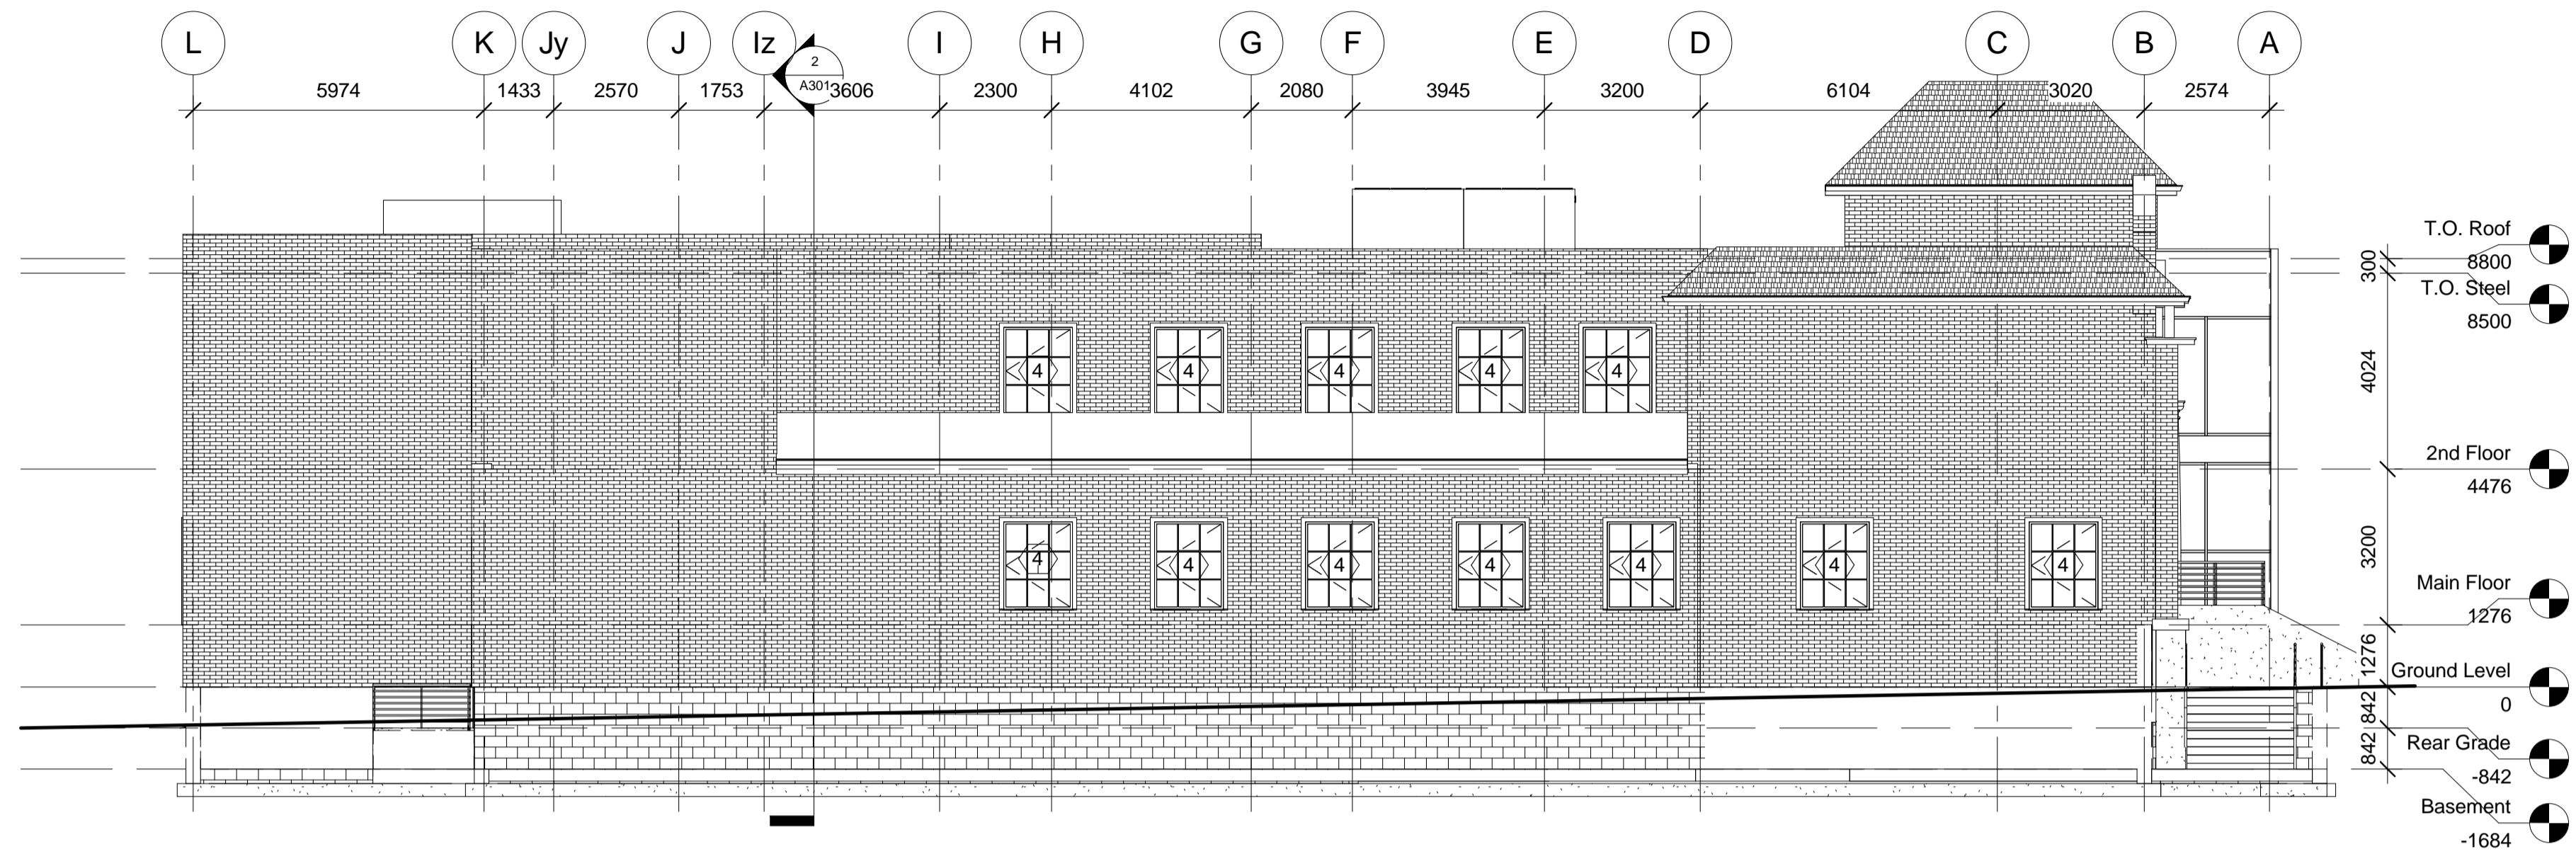 L K Jy J Iz I H G F E D C B A
2
A301
5974 1433 2570 1753 3606 2300 4102 2080 3945 3200 6104 3020 2574
T.O. Roof
8800
300
T.O. Steel
8500
4 4 4 4 4
4024
2nd Floor
4476
3200
4 4 4 4 4 4 4
Main Floor
1276
1276
Ground Level
0
842
Rear Grade
-842
842
Basement
-1684